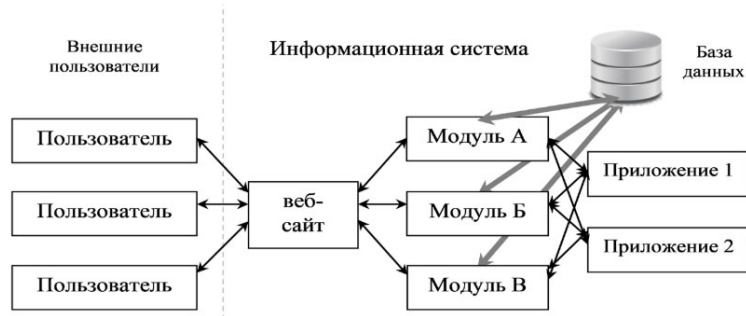 Внешние
пользователи
Информационная система
База
данных
Пользователь
Модуль А
Приложение 1
Пользователь
веб-
сайт
Модуль Б
Приложение 2
Пользователь
Модуль В